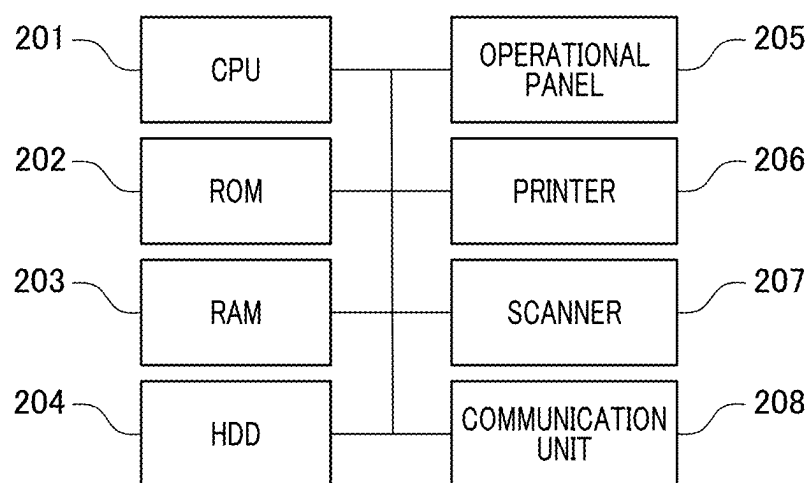 201
CPU
OPERATIONAL
PANEL
205
202
ROM
PRINTER
206
203
RAM
SCANNER
207
204
HDD
COMMUNICATION
UNIT
208